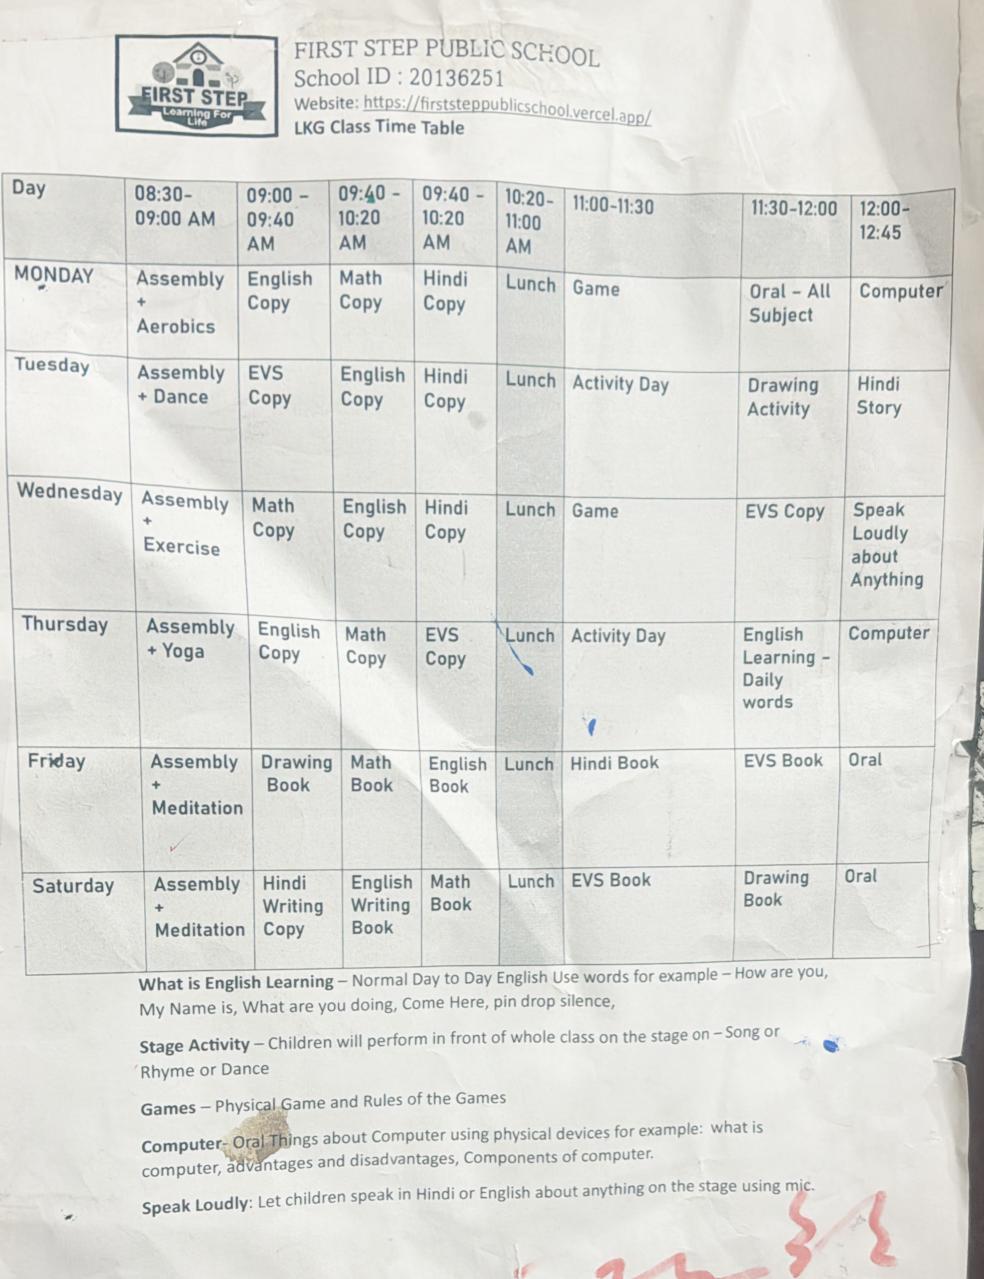 FIRST STEP
Learning For
Life
FIRST STEP PUBLIC SCHOOL
School ID : 20136251
Website: https://firststeppublicschool.vercel.app/
LKG Class Time Table
Day
08:30-
09:00 AM
09:00 –
09:40
AM
09:40 –
10:20
AM
09:40 –
10:20
AM
10:20-
11:00
AM
11:00-11:30
11:30-12:00
12:00-
12:45
MONDAY
Assembly
+
Aerobics
English
Copy
Math
Copy
Hindi
Copy
Lunch
Game
Oral – All
Subject
Computer
Tuesday
Assembly
+ Dance
EVS
Copy
English
Copy
Hindi
Copy
Lunch
Activity Day
Drawing
Activity
Hindi
Story
Wednesday
Assembly
+
Exercise
Math
Copy
English
Copy
Hindi
Copy
Lunch
Game
EVS Copy
Speak
Loudly
about
Anything
Thursday
Assembly
+ Yoga
English
Copy
Math
Copy
EVS
Copy
Lunch
Activity Day
English
Learning –
Daily
words
Computer
Friday
Assembly
+
Meditation
Drawing
Book
Math
Book
English
Book
Lunch
Hindi Book
EVS Book
Oral
Saturday
Assembly
+
Meditation
Hindi
Writing
Copy
English
Writing
Book
Math
Book
Lunch
EVS Book
Drawing
Book
Oral
What is English Learning – Normal Day to Day English Use words for example – How are you,
My Name is, What are you doing, Come Here, pin drop silence,
Stage Activity – Children will perform in front of whole class on the stage on – Song or
Rhyme or Dance
Games – Physical Game and Rules of the Games
Computer- Oral Things about Computer using physical devices for example: what is
computer, advantages and disadvantages, Components of computer.
Speak Loudly: Let children speak in Hindi or English about anything on the stage using mic.